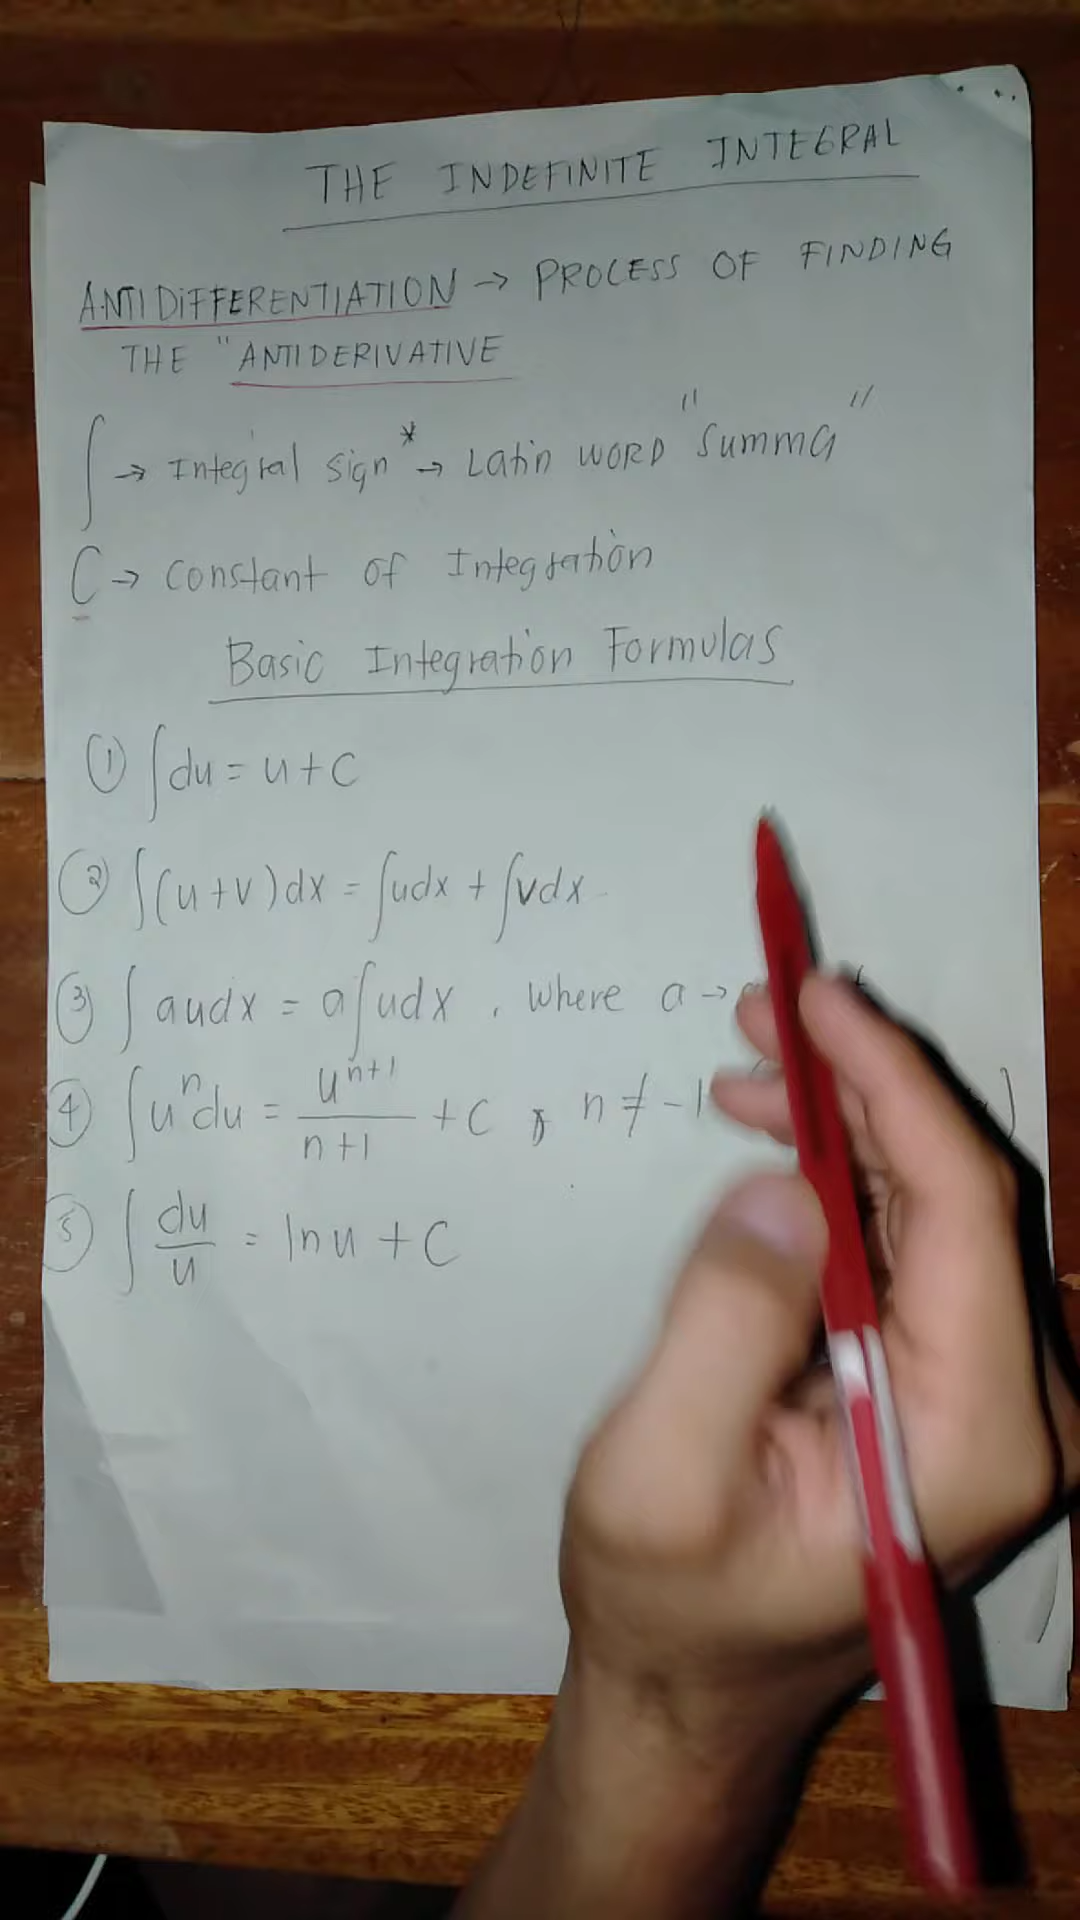 THE INDEFINITE INTEGRAL
ANTIDIFFERENTIATION → PROCESS OF FINDING
THE "ANTIDERIVATIVE
∫ → Integral sign* → Latin WORD "Summa"
C → constant of Integration
Basic Integration Formulas
① ∫du = u + C
② ∫(u+v)dx = ∫udx + ∫vdx
③ ∫audx = a∫udx , where a →
④ ∫uⁿdu = uⁿ⁺¹/n+1 + C , n ≠ -1 )
⑤ ∫du/u = ln u + C